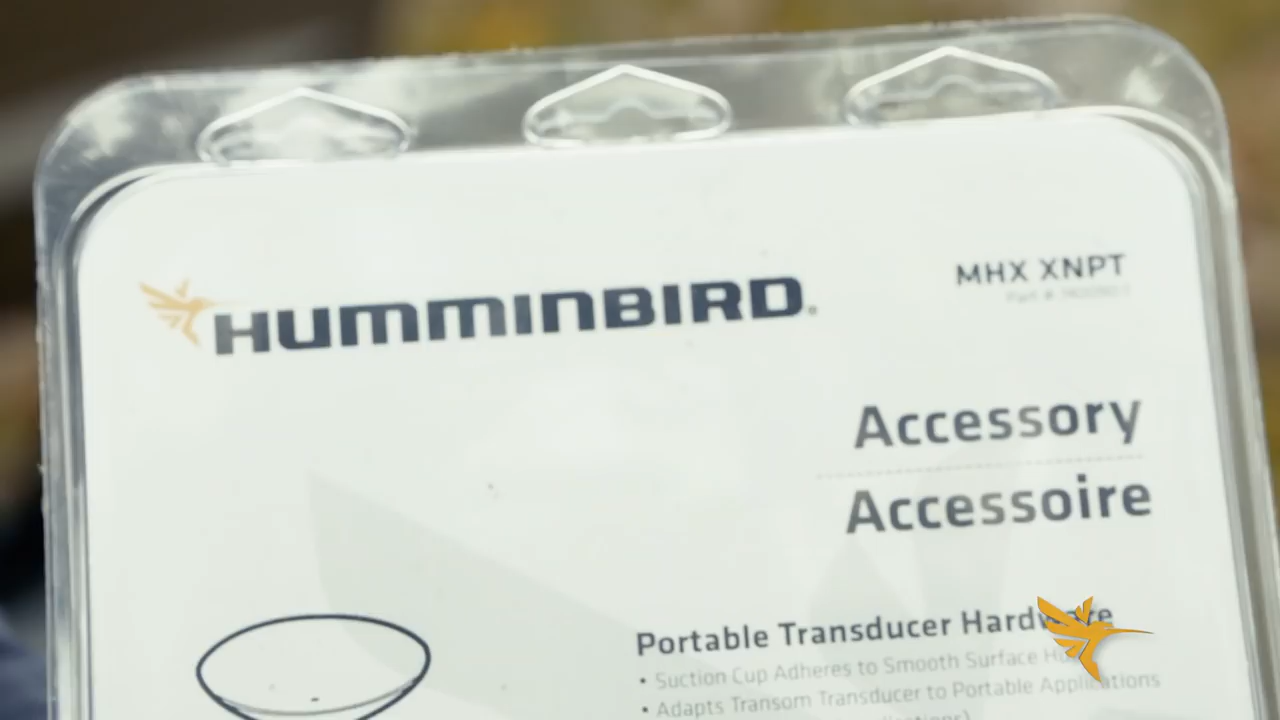 HUMMINBIRD®
MHX XNPT
Part #
Accessory
Accessoire
Portable Transducer Hardware
• Suction Cup Adheres to Smooth Surface
• Adapts Transom Transducer to Portable Applications